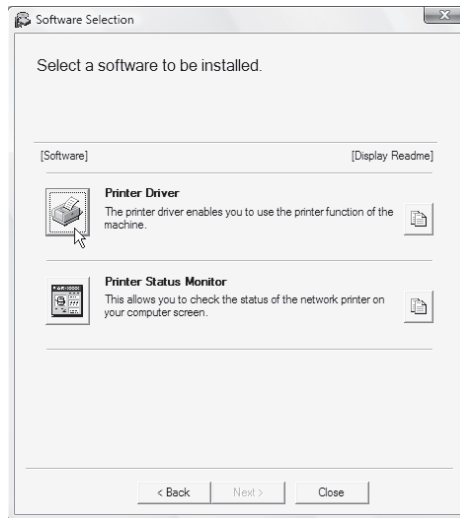 Software Selection
Select a software to be installed.
[Software] [Display Readme]
Printer Driver
The printer driver enables you to use the printer function of the
machine.
Printer Status Monitor
This allows you to check the status of the network printer on
your computer screen.
< Back Next > Close